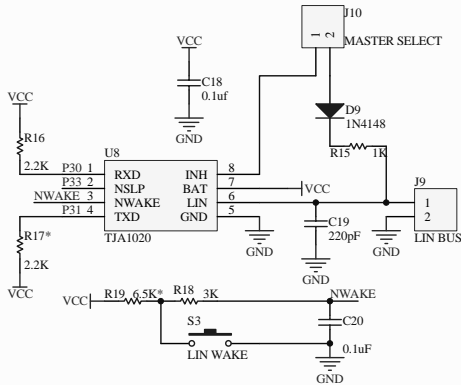 J10
1
2
MASTER SELECT
VCC
C18
0.1uf
GND
D9
1N4148
R15
1K
VCC
R16
2.2K
U8
P30 1 RXD INH 8
P33 2 NSLP BAT 7 VCC
NWAKE 3 NWAKE LIN 6
P31 4 TXD GND 5
TJA1020
R17*
2.2K
VCC
GND
C19
220pF
GND
J9
1
2
LIN BUS
GND
VCC R19 6.5K* R18 3K NWAKE
S3
LIN WAKE
C20
0.1uF
GND